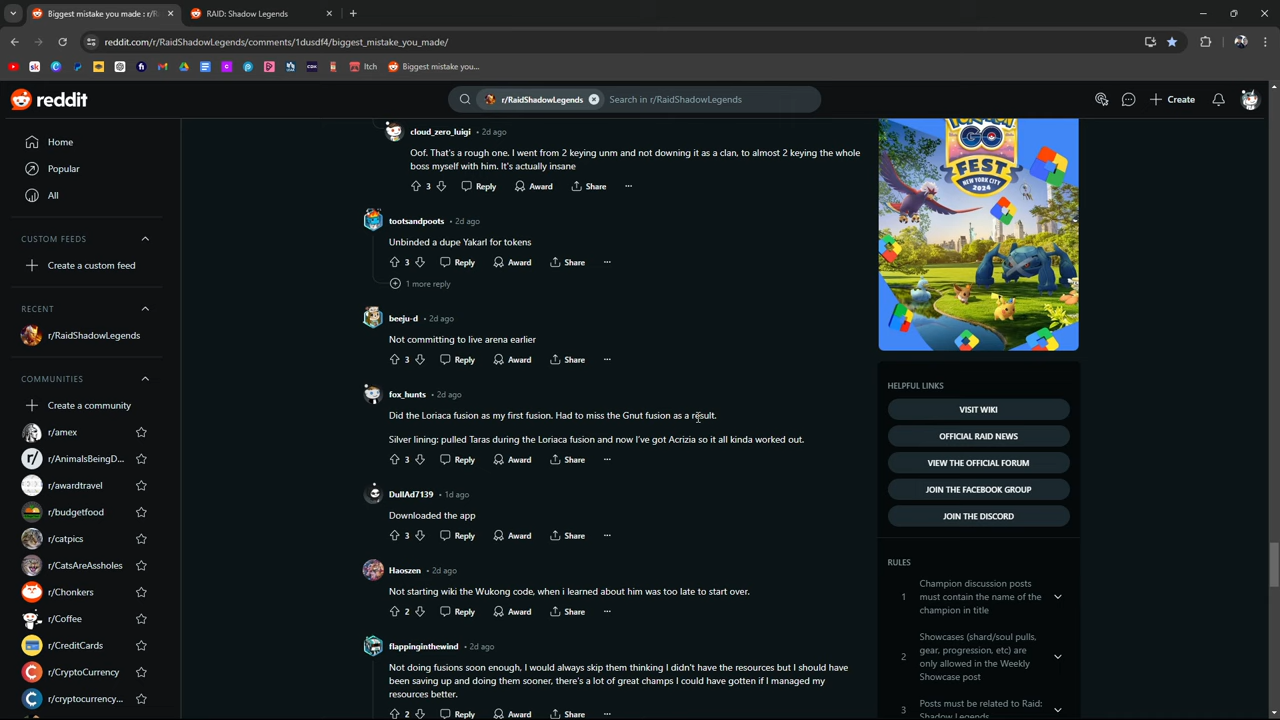 Biggest mistake you made : r/Ra
RAID: Shadow Legends
reddit.com/r/RaidShadowLegends/comments/1dusdf4/biggest_mistake_you_made/
Itch
Biggest mistake you...
reddit
r/RaidShadowLegends
Search in r/RaidShadowLegends
Create
Home
Popular
All
CUSTOM FEEDS
Create a custom feed
RECENT
r/RaidShadowLegends
COMMUNITIES
Create a community
r/amex
r/AnimalsBeingD...
r/awardtravel
r/budgetfood
r/catpics
r/CatsAreAssholes
r/Chonkers
r/Coffee
r/CreditCards
r/CryptoCurrency
r/cryptocurrency...
cloud_zero_luigi • 2d ago
Oof. That's a rough one. I went from 2 keying unm and not downing it as a clan, to almost 2 keying the whole
boss myself with him. It's actually insane
3 Reply Award Share
tootsandpoots • 2d ago
Unbinded a dupe Yakarl for tokens
3 Reply Award Share
1 more reply
beeju-d • 2d ago
Not committing to live arena earlier
3 Reply Award Share
fox_hunts • 2d ago
Did the Loriaca fusion as my first fusion. Had to miss the Gnut fusion as a result.
Silver lining: pulled Taras during the Loriaca fusion and now I've got Acrizia so it all kinda worked out.
3 Reply Award Share
DullAd7139 • 1d ago
Downloaded the app
3 Reply Award Share
Haoszen • 2d ago
Not starting wiki the Wukong code, when i learned about him was too late to start over.
2 Reply Award Share
flappinginthewind • 2d ago
Not doing fusions soon enough, I would always skip them thinking I didn't have the resources but I should have
been saving up and doing them sooner, there's a lot of great champs I could have gotten if I managed my
resources better.
2 Reply Award Share
GO
FEST
NEW YORK CITY
2024
HELPFUL LINKS
VISIT WIKI
OFFICIAL RAID NEWS
VIEW THE OFFICIAL FORUM
JOIN THE FACEBOOK GROUP
JOIN THE DISCORD
RULES
1 Champion discussion posts
must contain the name of the
champion in title
2 Showcases (shard/soul pulls,
gear, progression, etc) are
only allowed in the Weekly
Showcase post
3 Posts must be related to Raid:
Shadow Legends